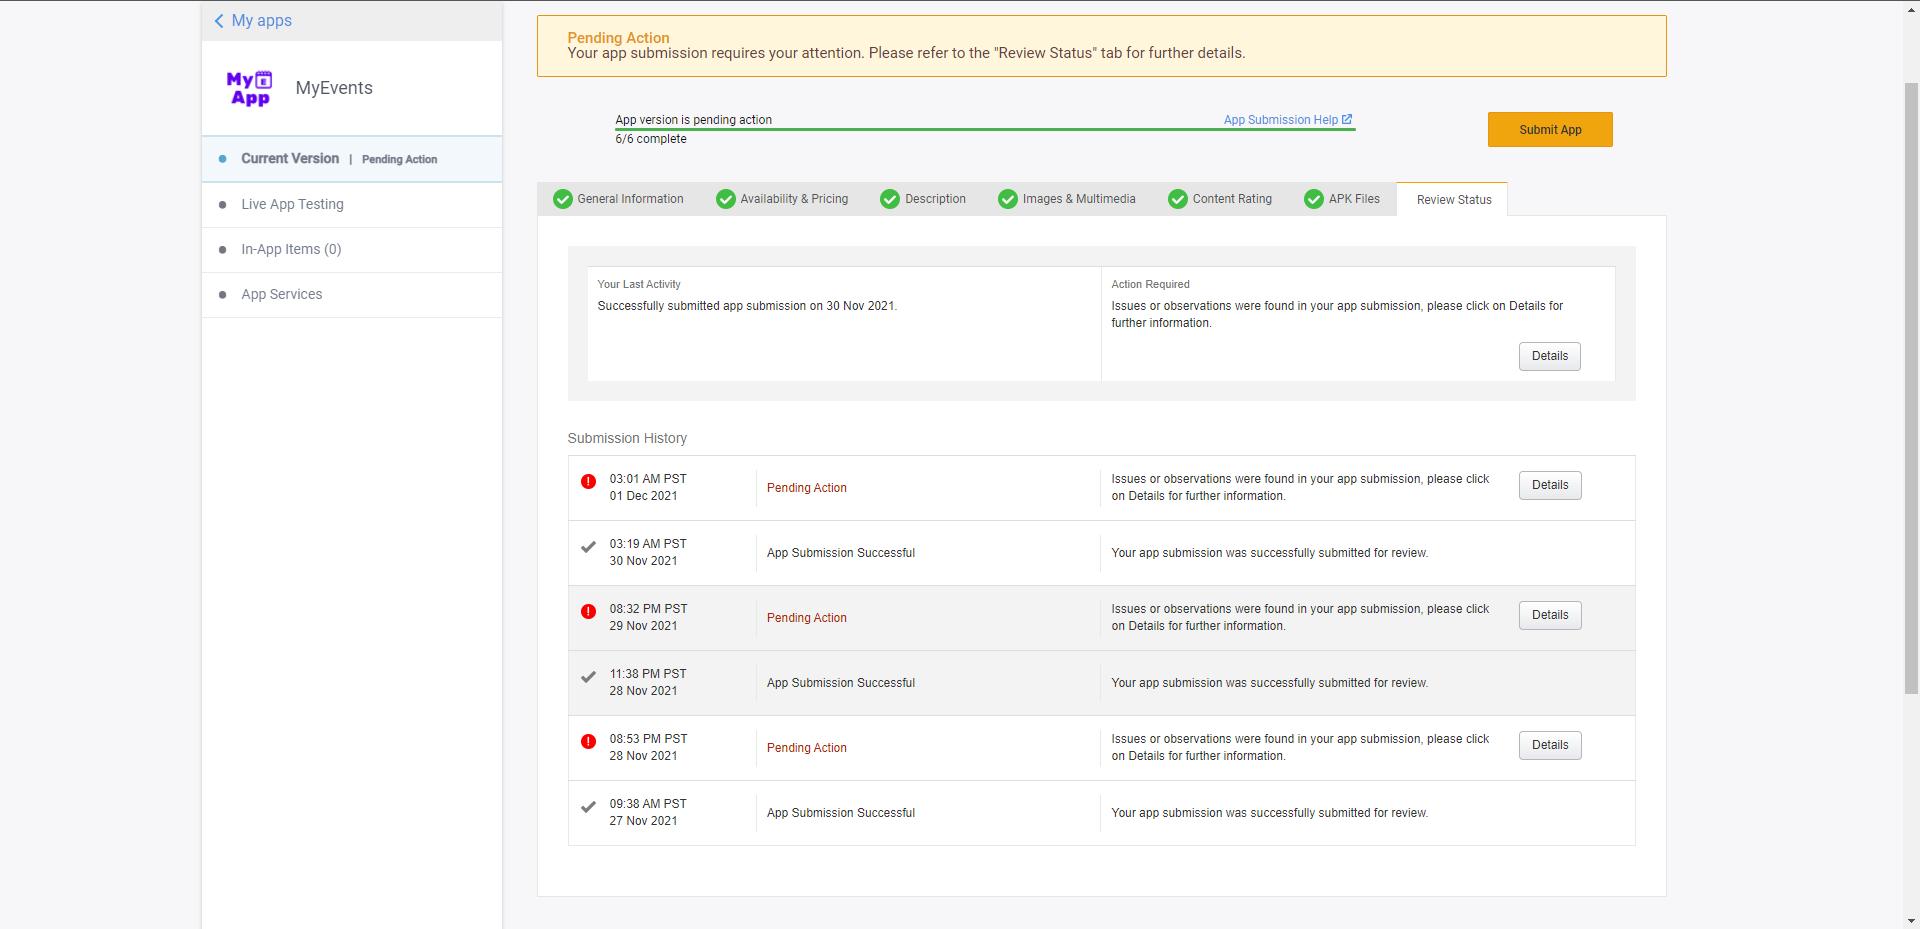 My apps
My E
App
MyEvents
Current Version | Pending Action
Live App Testing
In-App Items (0)
App Services
Pending Action
Your app submission requires your attention. Please refer to the "Review Status" tab for further details.
App version is pending action
App Submission Help
6/6 complete
Submit App
General Information
Availability & Pricing
Description
Images & Multimedia
Content Rating
APK Files
Review Status
Your Last Activity
Successfully submitted app submission on 30 Nov 2021.
Action Required
Issues or observations were found in your app submission, please click on Details for
further information.
Details
Submission History
03:01 AM PST
01 Dec 2021
Pending Action
Issues or observations were found in your app submission, please click
on Details for further information.
Details
03:19 AM PST
30 Nov 2021
App Submission Successful
Your app submission was successfully submitted for review.
08:32 PM PST
29 Nov 2021
Pending Action
Issues or observations were found in your app submission, please click
on Details for further information.
Details
11:38 PM PST
28 Nov 2021
App Submission Successful
Your app submission was successfully submitted for review.
08:53 PM PST
28 Nov 2021
Pending Action
Issues or observations were found in your app submission, please click
on Details for further information.
Details
09:38 AM PST
27 Nov 2021
App Submission Successful
Your app submission was successfully submitted for review.